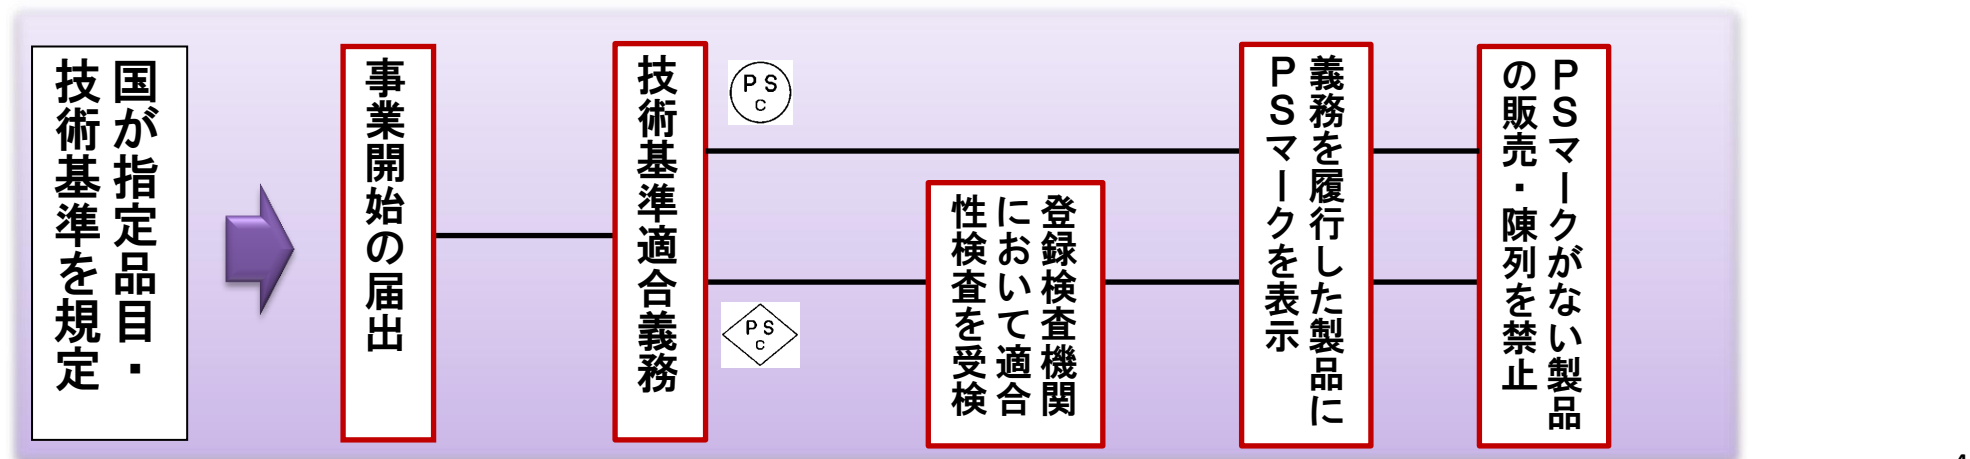 国が指定品目・
技術基準を規定
事業開始の届出
技術基準適合義務
PS
C
PS
C
登録検査機関
において適合
性検査を受検
義務を履行した製品に
PSマークを表示
PSマークがない製品
の販売・陳列を禁止